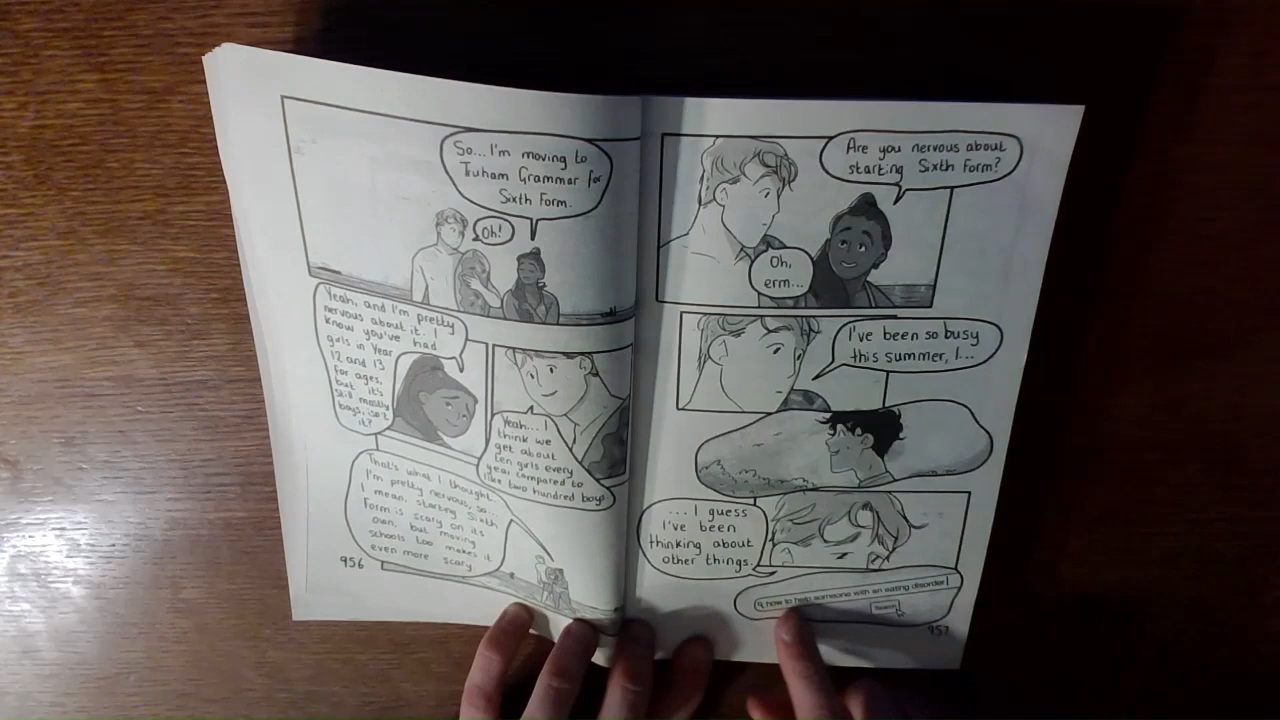 So...I'm moving to
Truham Grammar for
Sixth Form.
Oh!
Yeah, and I'm pretty
nervous about it. I
know you've had
girls in Year
12 and 13
for ages,
but it's
still mostly
boys, isn't
it?
Yeah... I
think we
get about
ten girls every
year compared to
like two hundred boys.
That's what I thought.
I'm pretty nervous, so...
I mean, starting Sixth
Form is scary on its
own, but moving
schools too makes it
even more scary.
956
Are you nervous about
starting Sixth Form?
Oh,
erm...
I've been so busy
this summer, I...
...I guess
I've been
thinking about
other things.
how to help someone with an eating disorder
Search
957